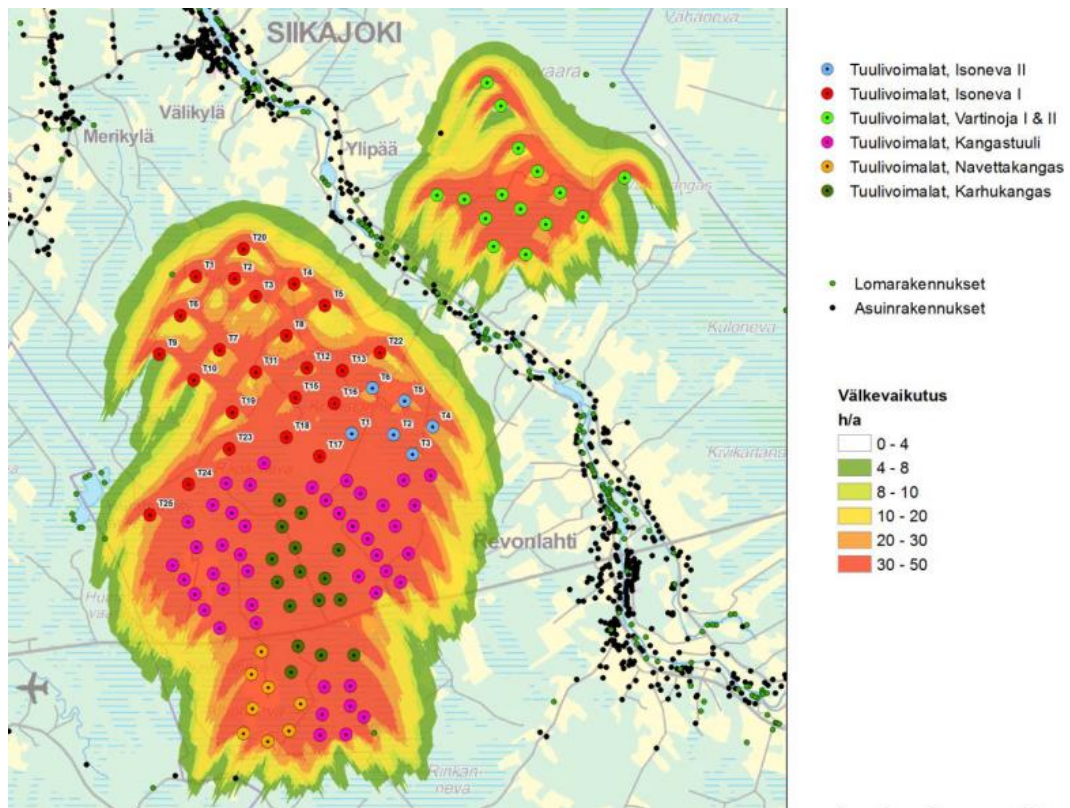 SIIKAJOKI
Vähäneva
Välikylä
Merikylä
Ylipää
T20
T1
T2
T4
T3
T5
T6
T8
T7
T9
T22
T12
T13
T11
T10
T6
T15
T16
T5
T19
T4
T1
T2
T18
T3
T23
T17
T24
T25
Kuloneva
Revonlahti
Rinkan-
neva
Tuulivoimalat, Isoneva II
Tuulivoimalat, Isoneva I
Tuulivoimalat, Vartinoja I & II
Tuulivoimalat, Kangastuuli
Tuulivoimalat, Navettakangas
Tuulivoimalat, Karhukangas
Lomarakennukset
Asuinrakennukset
Välkevaikutus
h/a
0 - 4
4 - 8
8 - 10
10 - 20
20 - 30
30 - 50